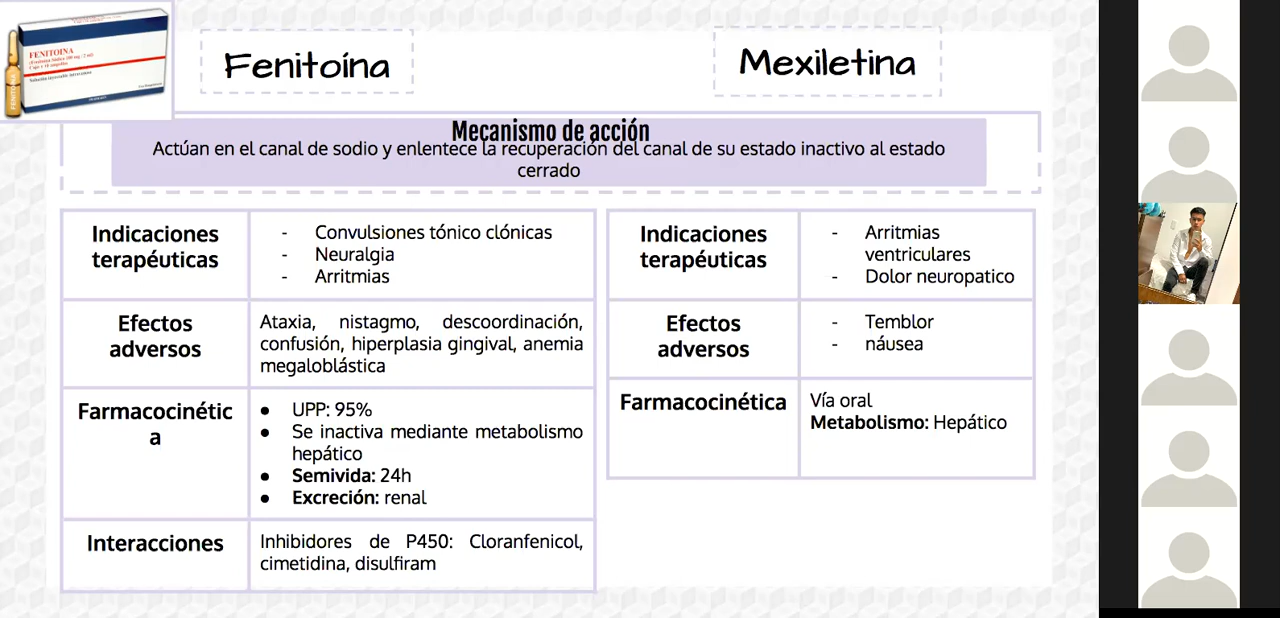 FENITOINA
Fenitoína
Mexiletina
Mecanismo de acción
Actúan en el canal de sodio y enlentece la recuperación del canal de su estado inactivo al estado
cerrado
Indicaciones
terapéuticas
- Convulsiones tónico clónicas
- Neuralgia
- Arritmias
Efectos
adversos
Ataxia, nistagmo, descoordinación,
confusión, hiperplasia gingival, anemia
megaloblástica
Farmacocinétic
a
● UPP: 95%
● Se inactiva mediante metabolismo
hepático
● Semivida: 24h
● Excreción: renal
Interacciones
Inhibidores de P450: Cloranfenicol,
cimetidina, disulfiram
Indicaciones
terapéuticas
- Arritmias
ventriculares
- Dolor neuropatico
Efectos
adversos
- Temblor
- náusea
Farmacocinética
Vía oral
Metabolismo: Hepático